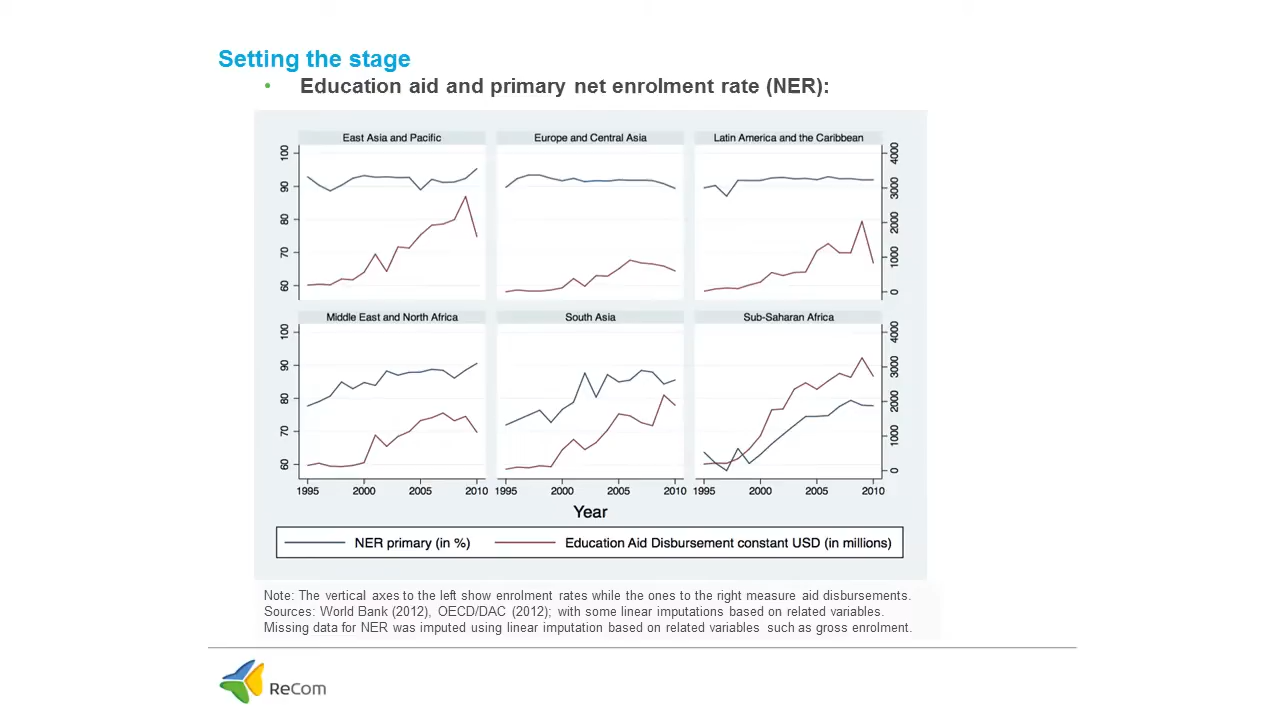 Setting the stage
• Education aid and primary net enrolment rate (NER):
East Asia and Pacific Europe and Central Asia Latin America and the Caribbean
100 90 80 70 60
4000 3000 2000 1000 0
Middle East and North Africa South Asia Sub-Saharan Africa
100 90 80 70 60
4000 3000 2000 1000 0
1995 2000 2005 2010 1995 2000 2005 2010 1995 2000 2005 2010
Year
NER primary (in %) Education Aid Disbursement constant USD (in millions)
Note: The vertical axes to the left show enrolment rates while the ones to the right measure aid disbursements.
Sources: World Bank (2012), OECD/DAC (2012); with some linear imputations based on related variables.
Missing data for NER was imputed using linear imputation based on related variables such as gross enrolment.
ReCom